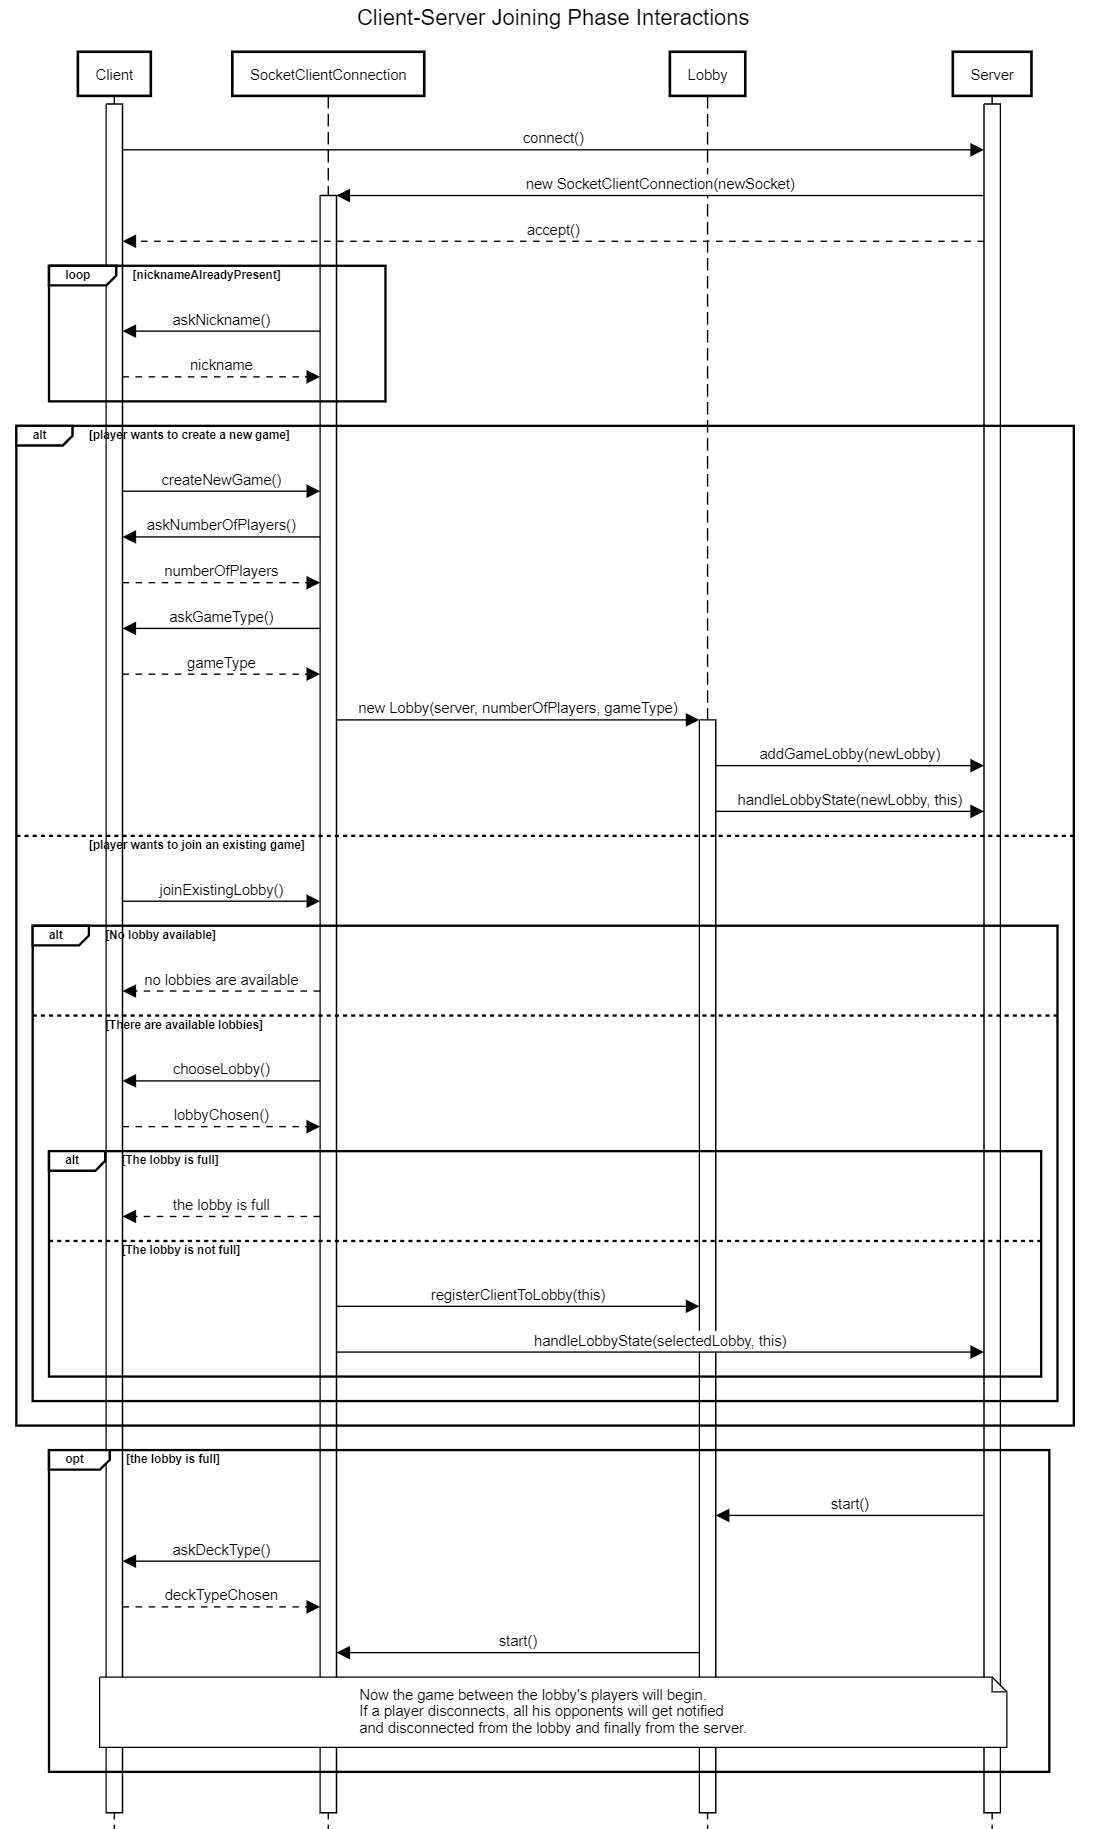 Client-Server Joining Phase Interactions
Client
SocketClientConnection
Lobby
Server
connect()
new SocketClientConnection(newSocket)
accept()
loop
[nicknameAlreadyPresent]
askNickname()
nickname
alt
[player wants to create a new game]
createNewGame()
askNumberOfPlayers()
numberOfPlayers
askGameType()
gameType
new Lobby(server, numberOfPlayers, gameType)
addGameLobby(newLobby)
handleLobbyState(newLobby, this)
[player wants to join an existing game]
joinExistingLobby()
alt
[No lobby available]
no lobbies are available
[There are available lobbies]
chooseLobby()
lobbyChosen()
alt
[The lobby is full]
the lobby is full
[The lobby is not full]
registerClientToLobby(this)
handleLobbyState(selectedLobby, this)
opt
[the lobby is full]
start()
askDeckType()
deckTypeChosen
start()
Now the game between the lobby's players will begin.
If a player disconnects, all his opponents will get notified
and disconnected from the lobby and finally from the server.